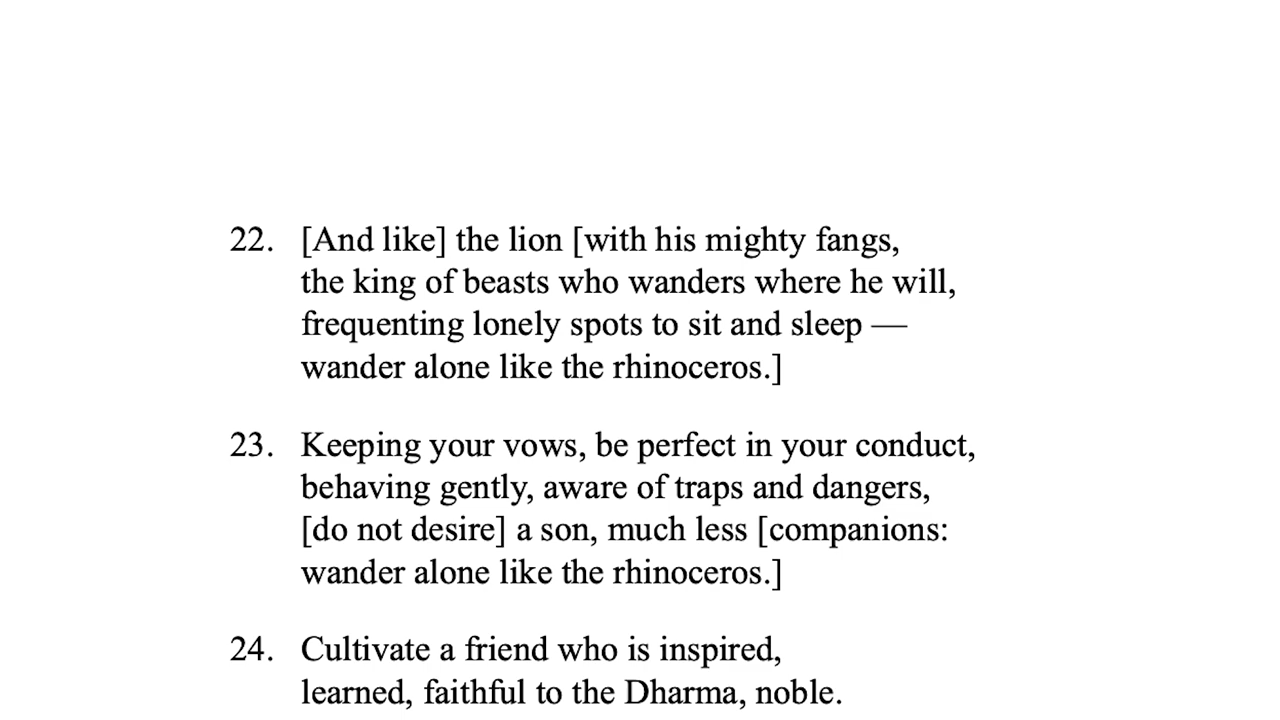 22. [And like] the lion [with his mighty fangs,
the king of beasts who wanders where he will,
frequenting lonely spots to sit and sleep —
wander alone like the rhinoceros.]
23. Keeping your vows, be perfect in your conduct,
behaving gently, aware of traps and dangers,
[do not desire] a son, much less [companions:
wander alone like the rhinoceros.]
24. Cultivate a friend who is inspired,
learned, faithful to the Dharma, noble.